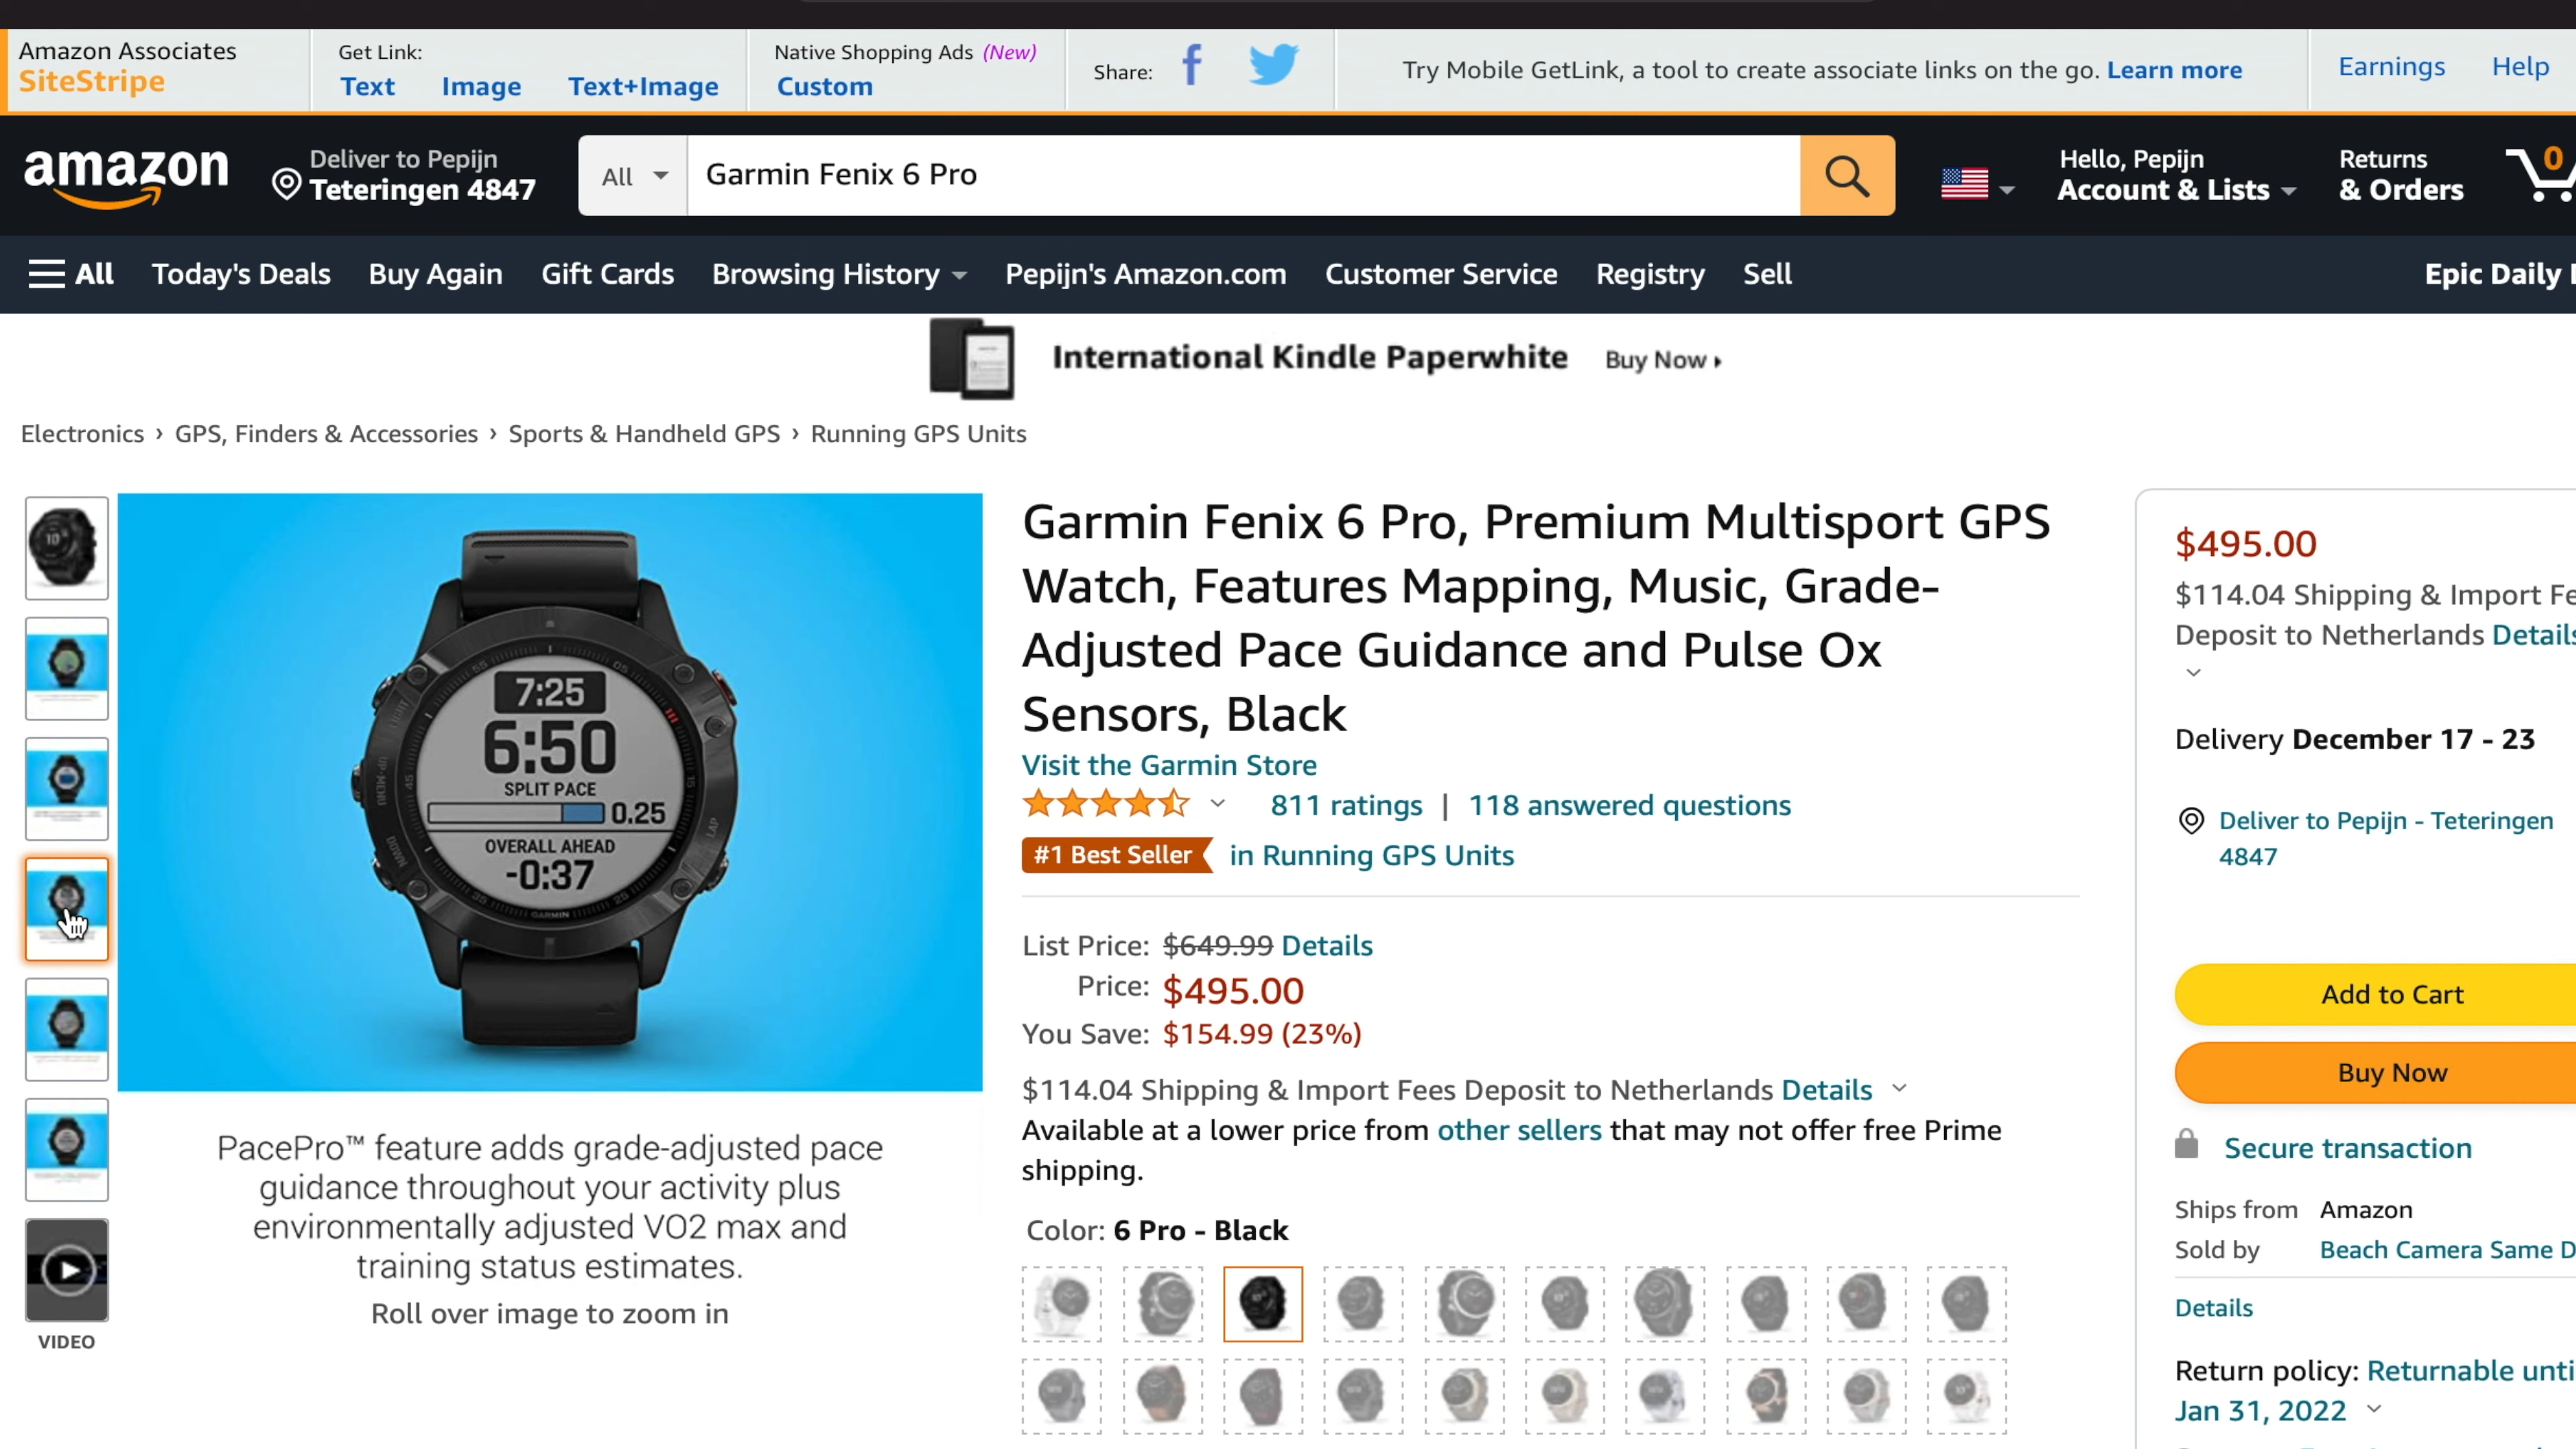 Amazon Associates
SiteStripe
Get Link:
Text Image Text+Image
Native Shopping Ads (New)
Custom
Share:
Try Mobile GetLink, a tool to create associate links on the go. Learn more
Earnings Help
amazon
Deliver to Pepijn
Teteringen 4847
All
Garmin Fenix 6 Pro
Hello, Pepijn
Account & Lists
Returns
& Orders
0
All Today's Deals Buy Again Gift Cards Browsing History Pepijn's Amazon.com Customer Service Registry Sell
Epic Daily
International Kindle Paperwhite Buy Now
Electronics › GPS, Finders & Accessories › Sports & Handheld GPS › Running GPS Units
7:25
6:50
SPLIT PACE
0.25
OVERALL AHEAD
-0:37
GARMIN
LIGHT
UP·MENU
DOWN
LAP
PacePro™ feature adds grade-adjusted pace
guidance throughout your activity plus
environmentally adjusted VO2 max and
training status estimates.
Roll over image to zoom in
VIDEO
Garmin Fenix 6 Pro, Premium Multisport GPS
Watch, Features Mapping, Music, Grade-
Adjusted Pace Guidance and Pulse Ox
Sensors, Black
Visit the Garmin Store
811 ratings | 118 answered questions
#1 Best Seller in Running GPS Units
List Price: $649.99 Details
Price: $495.00
You Save: $154.99 (23%)
$114.04 Shipping & Import Fees Deposit to Netherlands Details
Available at a lower price from other sellers that may not offer free Prime
shipping.
Color: 6 Pro - Black
$495.00
$114.04 Shipping & Import Fe
Deposit to Netherlands Details
Delivery December 17 - 23
Deliver to Pepijn - Teteringen
4847
Add to Cart
Buy Now
Secure transaction
Ships from Amazon
Sold by Beach Camera Same D
Details
Return policy: Returnable unti
Jan 31, 2022